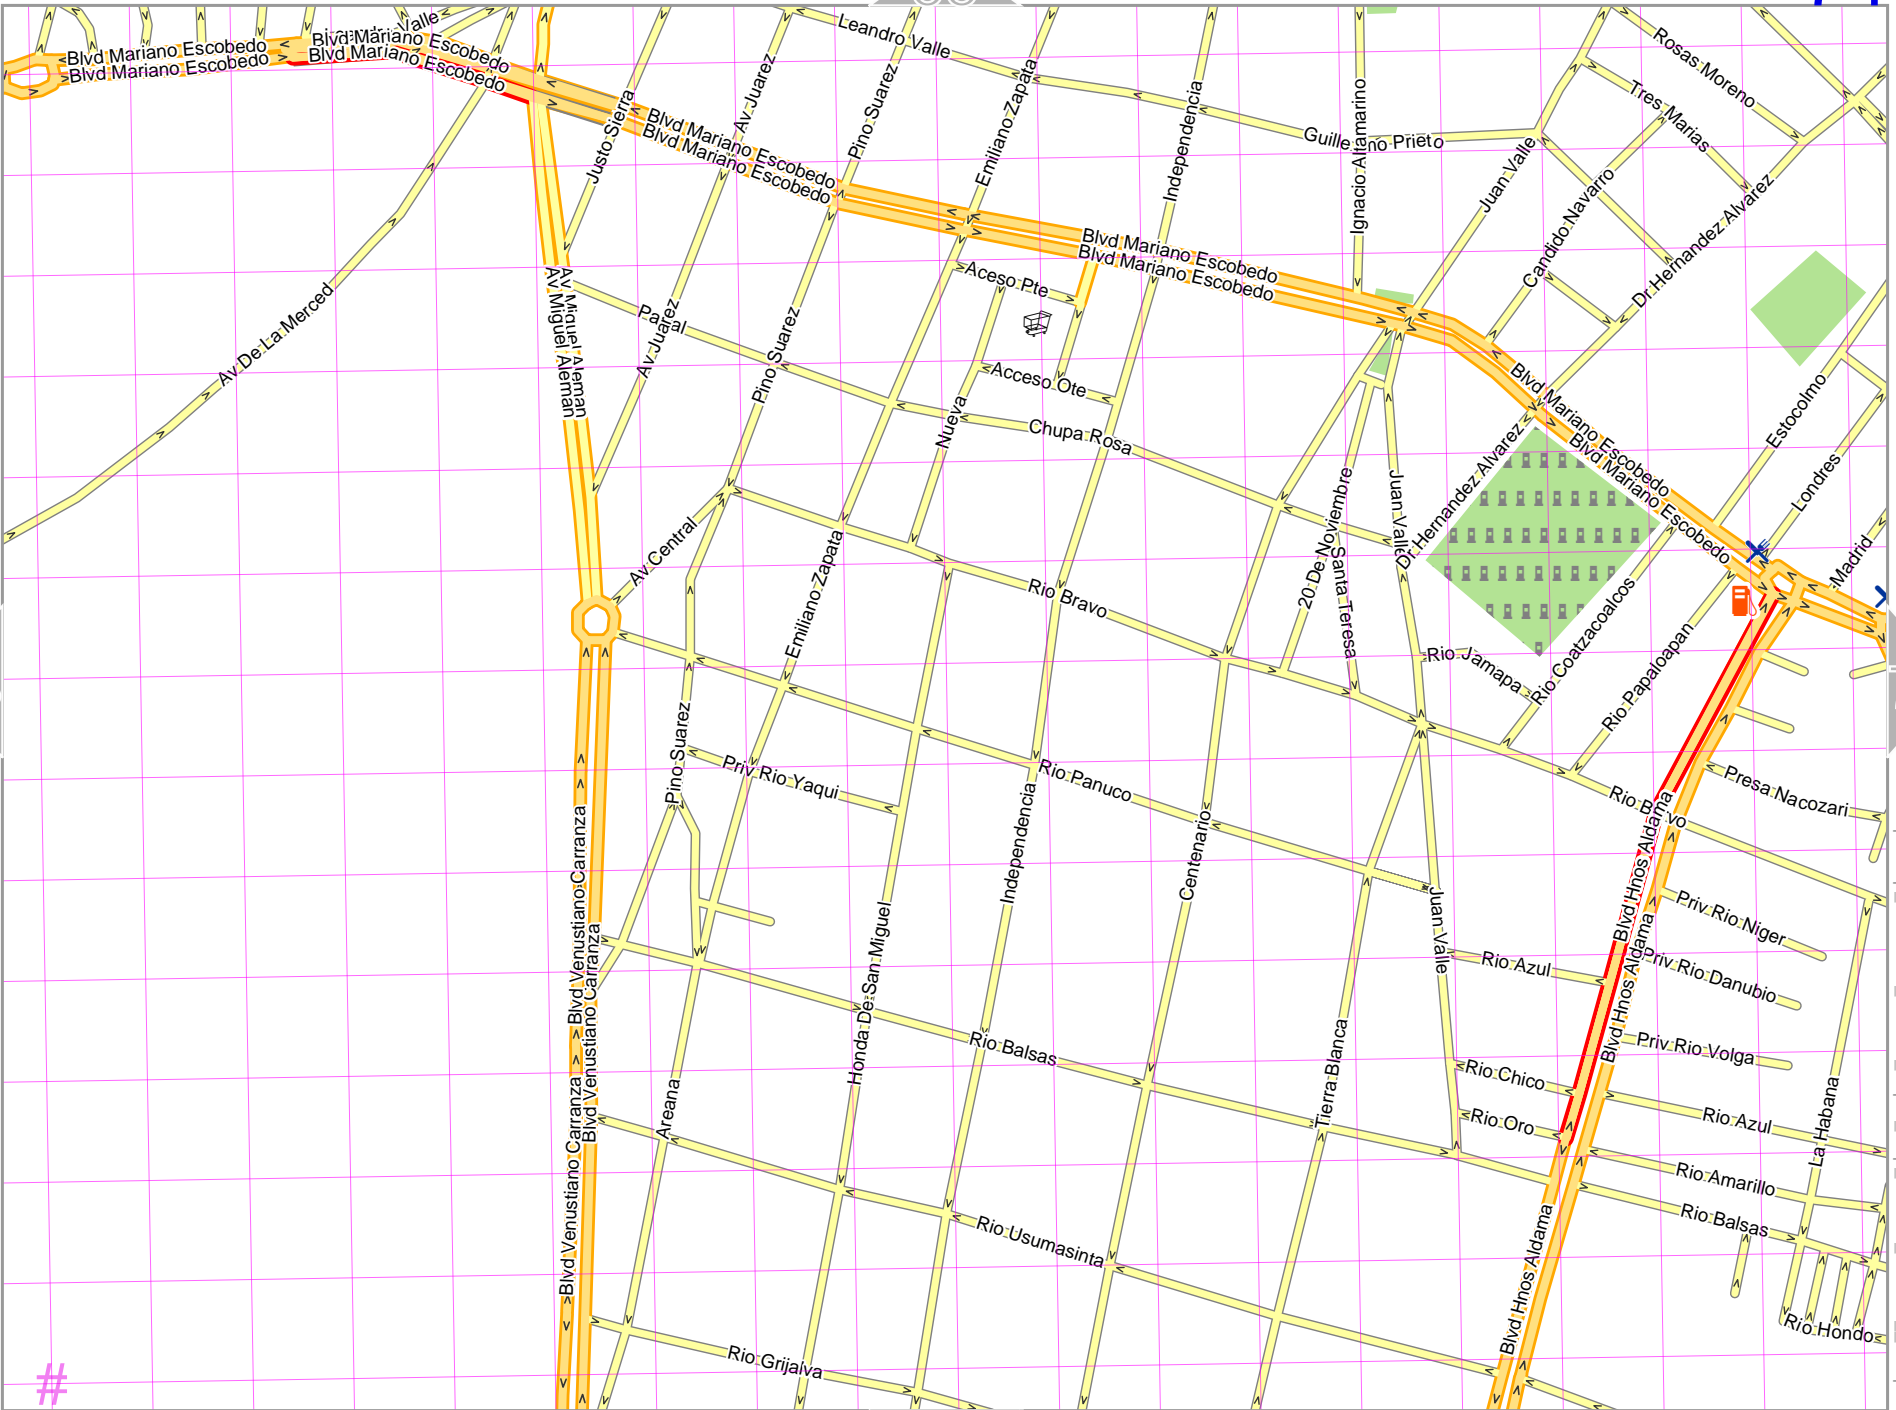 Valle
Blvd Mariano Escobedo
Blvd Mariano Escobedo
Blvd Mariano Escobedo
Blvd Mariano Escobedo
Leandro Valle
Rosas Moreno
Tres Marias
Justo Sierra
Av Juarez
Pino Suarez
Emiliano Zapata
Independencia
Ignacio Altamirino
Prieto
Juan Valle
Candido Navarro
Dr Hernandez Alvarez
Blvd Mariano Escobedo
Blvd Mariano Escobedo
Blvd Mariano Escobedo
Blvd Mariano Escobedo
Av De La Merced
Av Miguel Aleman
Av Miguel Aleman
Aceso Pte
Av Juarez
Pino Suarez
Acceso Ote
Nueva
Chupa Rosa
Blvd Mariano Escobedo
Blvd Mariano Escobedo
Estocolmo
Londres
Madrid
Dr Hernandez Alvarez
Juan Valle
20 De Noviembre
Santa Teresa
Av Central
Emiliano Zapata
Rio Bravo
Rio Jamapa
Rio Coatzacoalcos
Rio Papaloapan
Pino Suarez
Priv Rio Yaqui
Rio Panuco
Independencia
Centenario
Presa Nacozari
Blvd Hnos Aldama
Blvd Venustiano Carranza
Blvd Venustiano Carranza
Juan Valle
Priv Rio Niger
Rio Azul
Priv Rio Danubio
Blvd Hnos Aldama
Honda De San Miguel
Rio Balsas
Tierra Blanca
Priv Rio Volga
Rio Chico
Rio Oro
Rio Azul
La Habana
Areana
Blvd Venustiano Carranza
Rio Amarillo
Rio Balsas
Rio Usumasinta
Blvd Hnos Aldama
Rio Hondo
Rio Grijalva
#